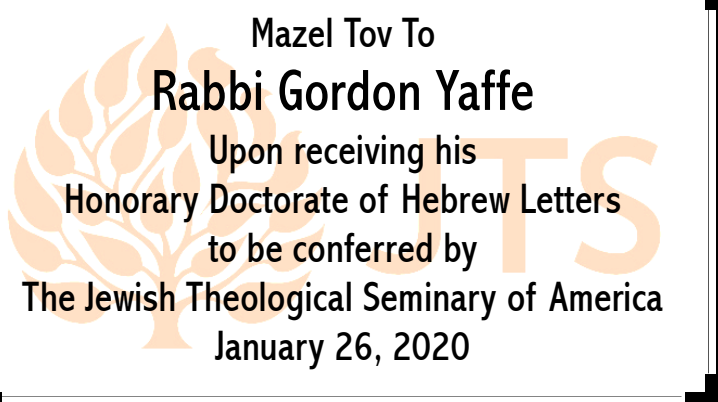 Mazel Tov To
Rabbi Gordon Yaffe
Upon receiving his
Honorary Doctorate of Hebrew Letters
to be conferred by
The Jewish Theological Seminary of America
January 26, 2020
JTS